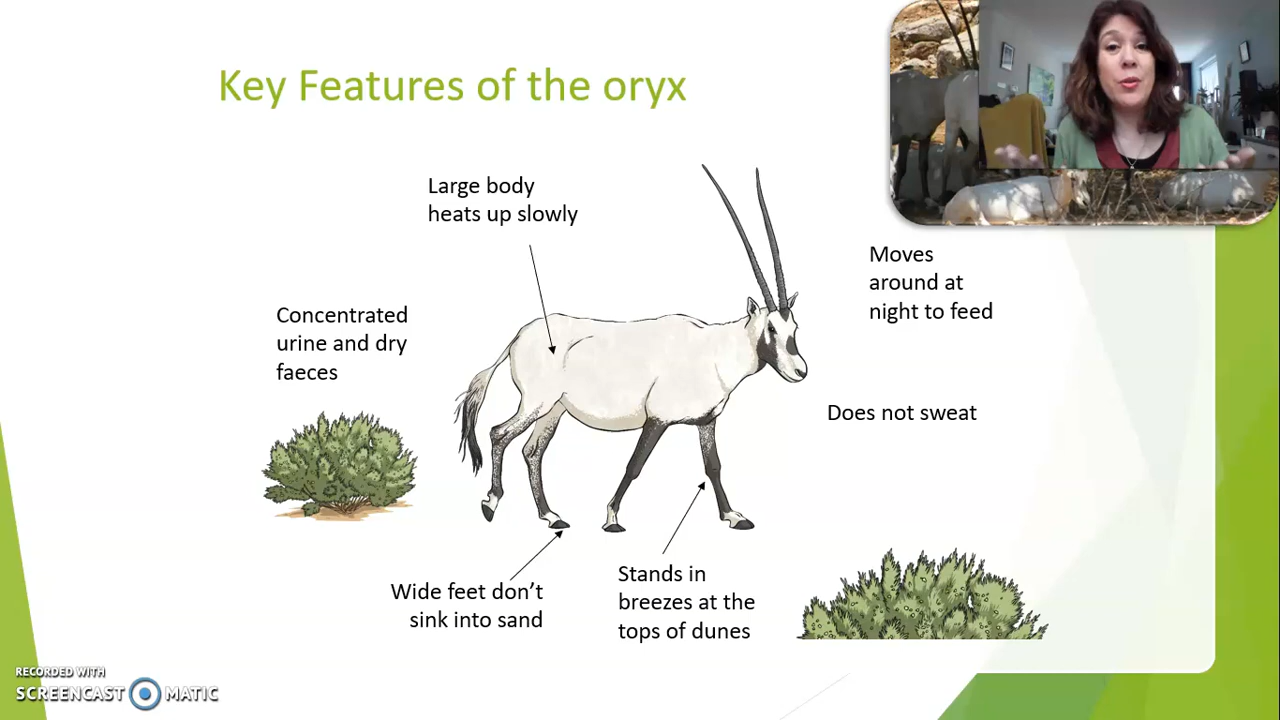 Key Features of the oryx
Large body
heats up slowly
Moves
around at
night to feed
Concentrated
urine and dry
faeces
Does not sweat
Wide feet don't
sink into sand
Stands in
breezes at the
tops of dunes
RECORDED WITH
SCREENCAST MATIC